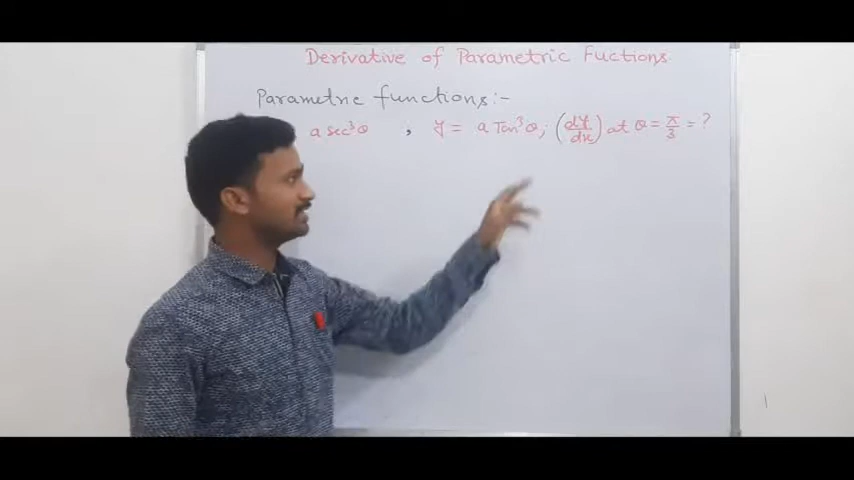 Derivative of Parametric Fuctions
Parametric functions:-
a sec³θ , y = a Tan³θ; (dy/dx) at θ = π/3 = ?